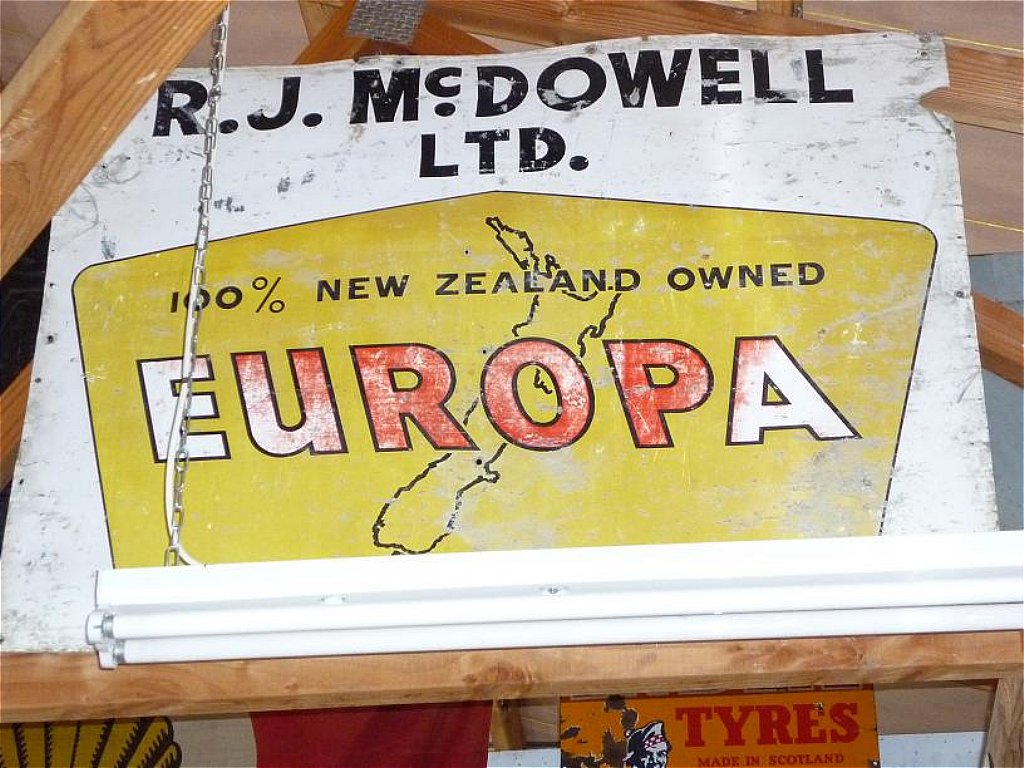 R.J. McDOWELL
LTD.
100% NEW ZEALAND OWNED
EUROPA
TYRES
MADE IN SCOTLAND